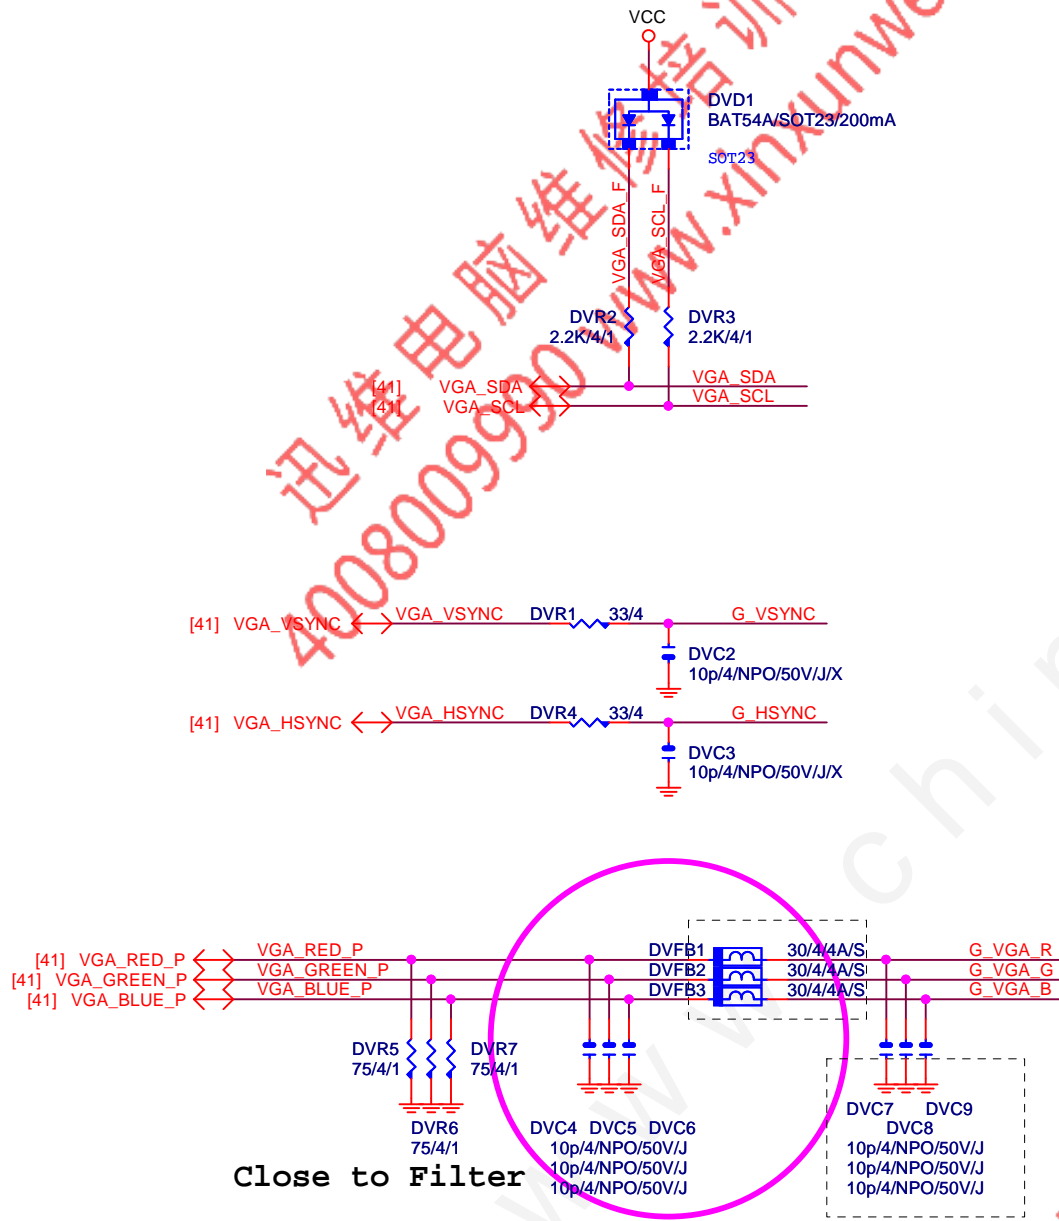 VCC
DVD1
BAT54A/SOT23/200mA
SOT23
VGA_SDA_F
VGA_SCL_F
DVR2
2.2K/4/1
DVR3
2.2K/4/1
[41] VGA_SDA
VGA_SDA
[41] VGA_SCL
VGA_SCL
迅维电脑维修培训
4008009990 www.xinxunwe
[41] VGA_VSYNC
VGA_VSYNC
DVR1
33/4
G_VSYNC
DVC2
10p/4/NPO/50V/J/X
[41] VGA_HSYNC
VGA_HSYNC
DVR4
33/4
G_HSYNC
DVC3
10p/4/NPO/50V/J/X
[41] VGA_RED_P
VGA_RED_P
DVFB1
30/4/4A/S
G_VGA_R
[41] VGA_GREEN_P
VGA_GREEN_P
DVFB2
30/4/4A/S
G_VGA_G
[41] VGA_BLUE_P
VGA_BLUE_P
DVFB3
30/4/4A/S
G_VGA_B
DVR5
75/4/1
DVR7
75/4/1
DVR6
75/4/1
DVC4 DVC5 DVC6
10p/4/NPO/50V/J
10p/4/NPO/50V/J
10p/4/NPO/50V/J
DVC7 DVC9
DVC8
10p/4/NPO/50V/J
10p/4/NPO/50V/J
10p/4/NPO/50V/J
Close to Filter
w w w c h i n